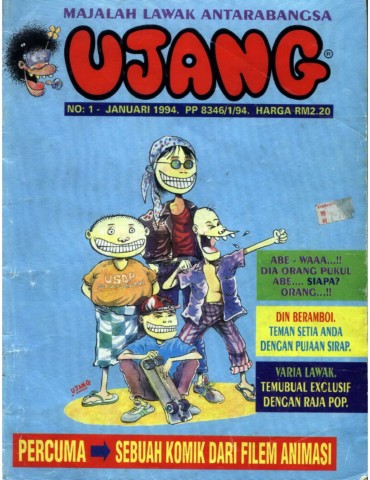 MAJALAH LAWAK ANTARABANGSA
UJANG®
NO: 1 - JANUARI 1994. PP 8346/1/94. HARGA RM2.20
ABE - WAAA...!!
DIA ORANG PUKUL
ABE.... SIAPA?
ORANG...!!
DIN BERAMBOI.
TEMAN SETIA ANDA
DENGAN PUJAAN SIRAP.
VARIA LAWAK.
TEMUBUAL EXCLUSIF
DENGAN RAJA POP.
UJANG
PERCUMA ➡ SEBUAH KOMIK DARI FILEM ANIMASI